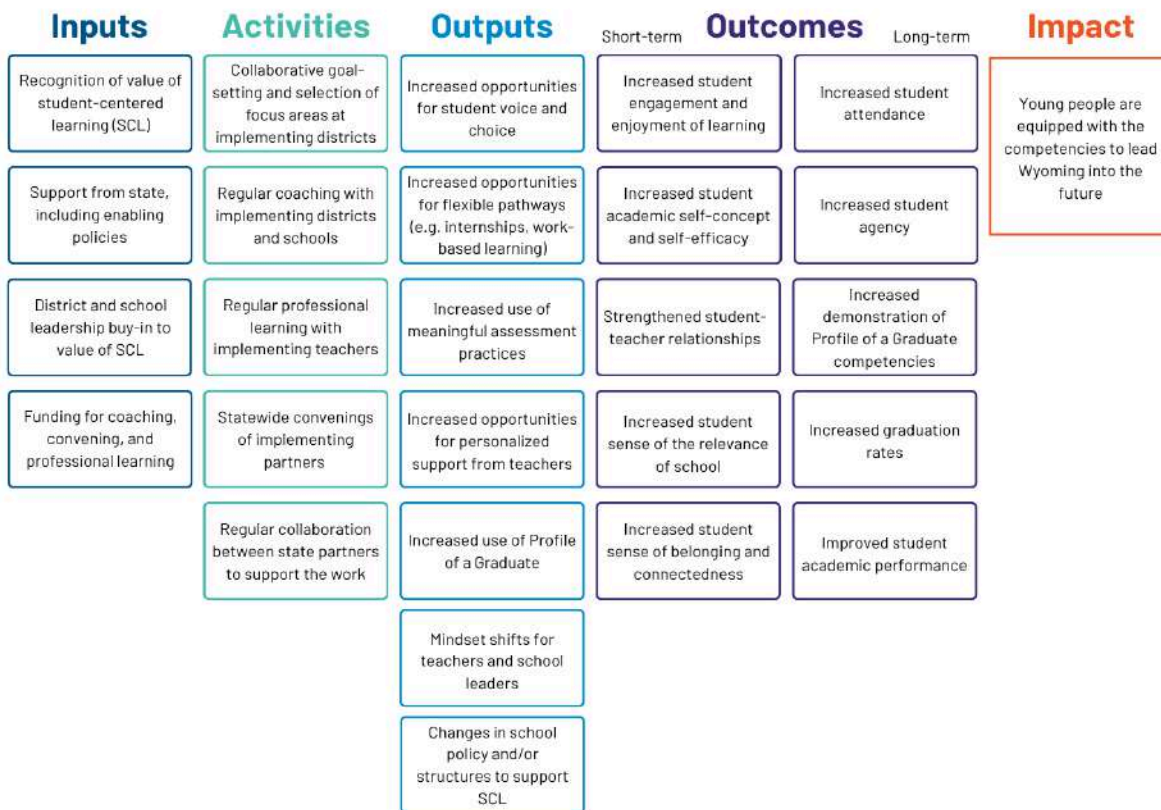 Inputs
Recognition of value of
student-centered
learning (SCL)
Support from state,
including enabling
policies
District and school
leadership buy-in to
value of SCL
Funding for coaching,
convening, and
professional learning
Activities
Collaborative goal-
setting and selection of
focus areas at
implementing districts
Regular coaching with
implementing districts
and schools
Regular professional
learning with
implementing teachers
Statewide convenings
of implementing
partners
Regular collaboration
between state partners
to support the work
Outputs
Increased opportunities
for student voice and
choice
Increased opportunities
for flexible pathways
(e.g. internships, work-
based learning)
Increased use of
meaningful assessment
practices
Increased opportunities
for personalized
support from teachers
Increased use of Profile
of a Graduate
Mindset shifts for
teachers and school
leaders
Changes in school
policy and/or
structures to support
SCL
Short-term Outcomes Long-term
Increased student
engagement and
enjoyment of learning
Increased student
academic self-concept
and self-efficacy
Strengthened student-
teacher relationships
Increased student
sense of the relevance
of school
Increased student
sense of belonging and
connectedness
Increased student
attendance
Increased student
agency
Increased
demonstration of
Profile of a Graduate
competencies
Increased graduation
rates
Improved student
academic performance
Impact
Young people are
equipped with the
competencies to lead
Wyoming into the
future